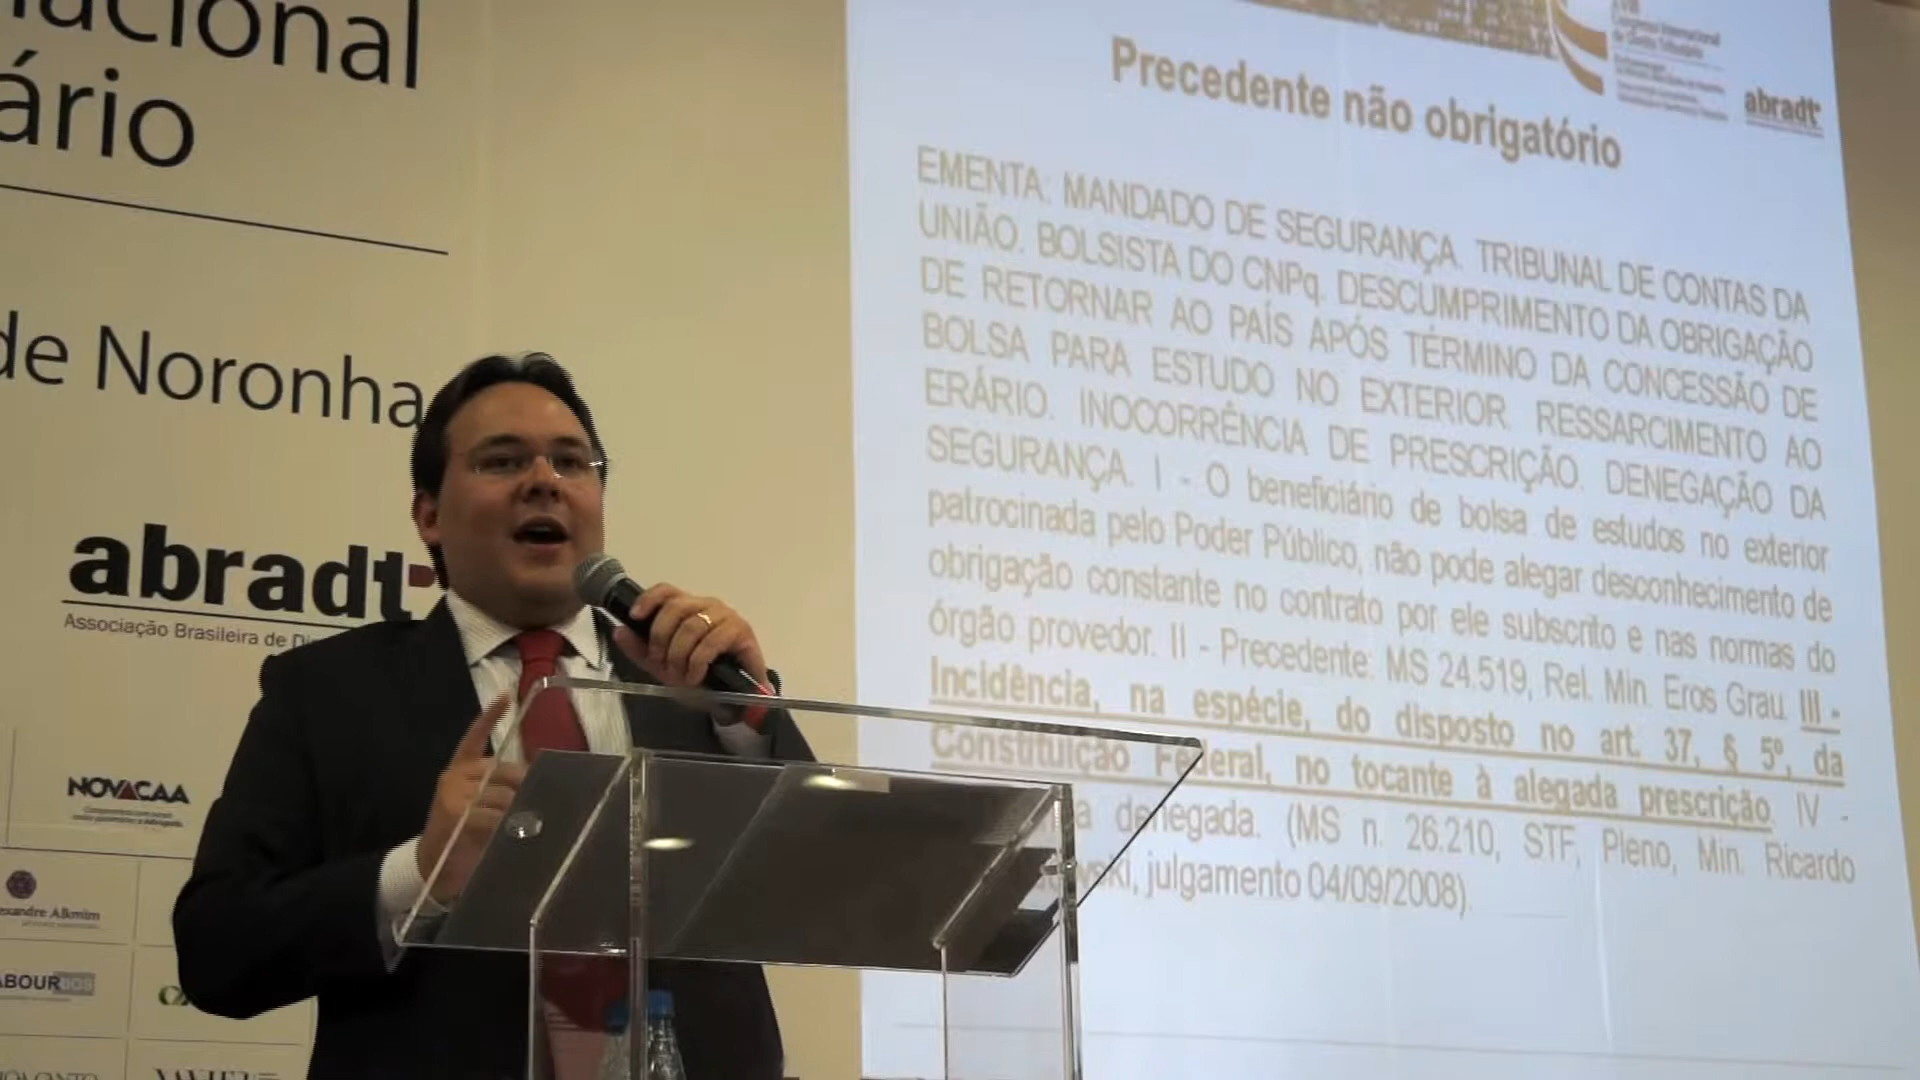 nacional
ário
de Noronha
abradt
Associação Brasileira de
NOVACAA
Alkmim
Congresso Internacional
de Direito Tributário
abradt
Precedente não obrigatório
EMENTA: MANDADO DE SEGURANÇA. TRIBUNAL DE CONTAS DA
UNIÃO. BOLSISTA DO CNPq. DESCUMPRIMENTO DA OBRIGAÇÃO
DE RETORNAR AO PAÍS APÓS TÉRMINO DA CONCESSÃO DE
BOLSA PARA ESTUDO NO EXTERIOR. RESSARCIMENTO AO
ERÁRIO. INOCORRÊNCIA DE PRESCRIÇÃO. DENEGAÇÃO DA
SEGURANÇA. I - O beneficiário de bolsa de estudos no exterior
patrocinada pelo Poder Público, não pode alegar desconhecimento de
obrigação constante no contrato por ele subscrito e nas normas do
órgão provedor. II - Precedente: MS 24.519, Rel. Min. Eros Grau. III -
Incidência, na espécie, do disposto no art. 37, § 5º, da
Constituição Federal, no tocante à alegada prescrição. IV -
denegada. (MS n. 26.210, STF, Pleno, Min. Ricardo
julgamento 04/09/2008).